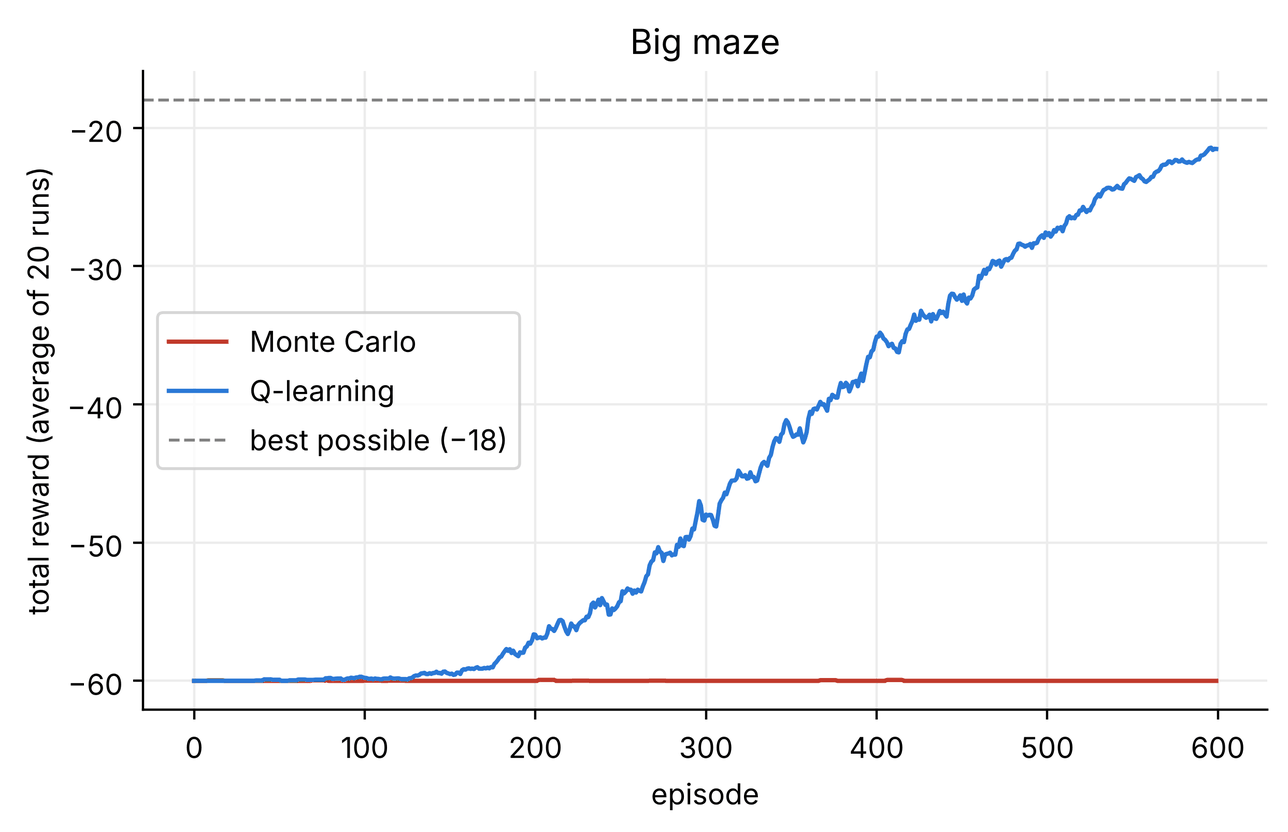 Big maze
total reward (average of 20 runs)
−20
−30
−40
−50
−60
Monte Carlo
Q-learning
best possible (−18)
0 100 200 300 400 500 600
episode